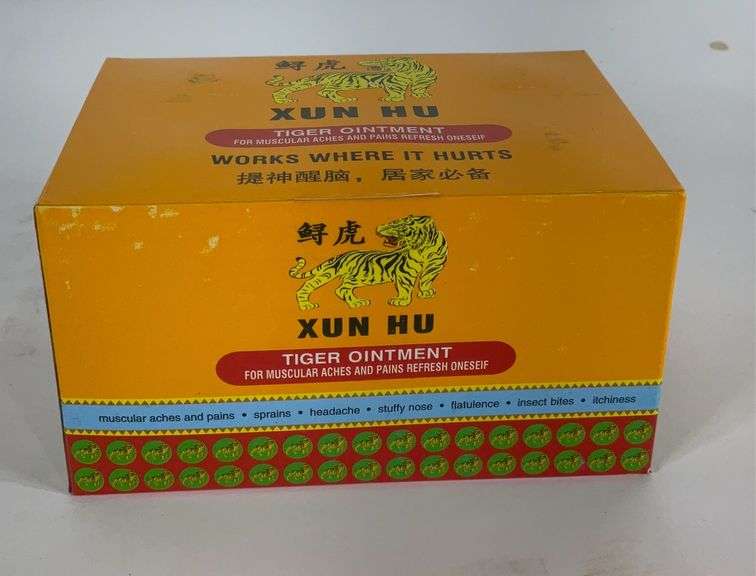 鲟虎
XUN HU
TIGER OINTMENT
FOR MUSCULAR ACHES AND PAINS REFRESH ONESEIF
WORKS WHERE IT HURTS
提神醒脑，居家必备
鲟虎
XUN HU
TIGER OINTMENT
FOR MUSCULAR ACHES AND PAINS REFRESH ONESEIF
muscular aches and pains • sprains • headache • stuffy nose • flatulence • insect bites • itchiness